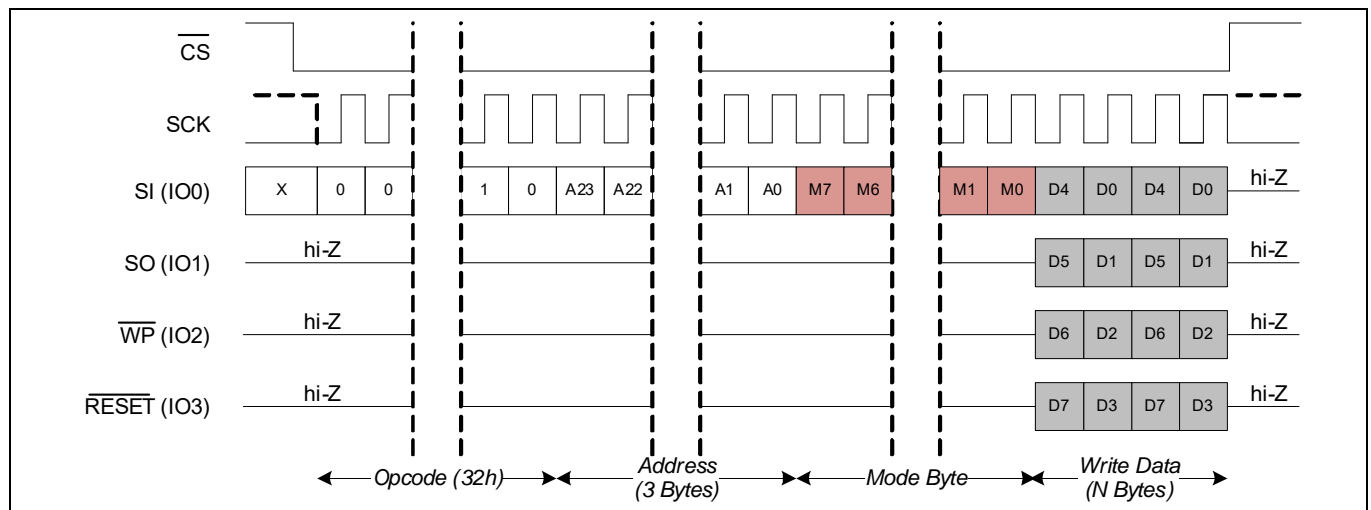 CS
SCK
SI (IO0) X 0 0 1 0 A23 A22 A1 A0 M7 M6 M1 M0 D4 D0 D4 D0 hi-Z
SO (IO1) hi-Z D5 D1 D5 D1 hi-Z
WP (IO2) hi-Z D6 D2 D6 D2 hi-Z
RESET (IO3) hi-Z D7 D3 D7 D3 hi-Z
Opcode (32h) Address Mode Byte Write Data
(3 Bytes) (N Bytes)